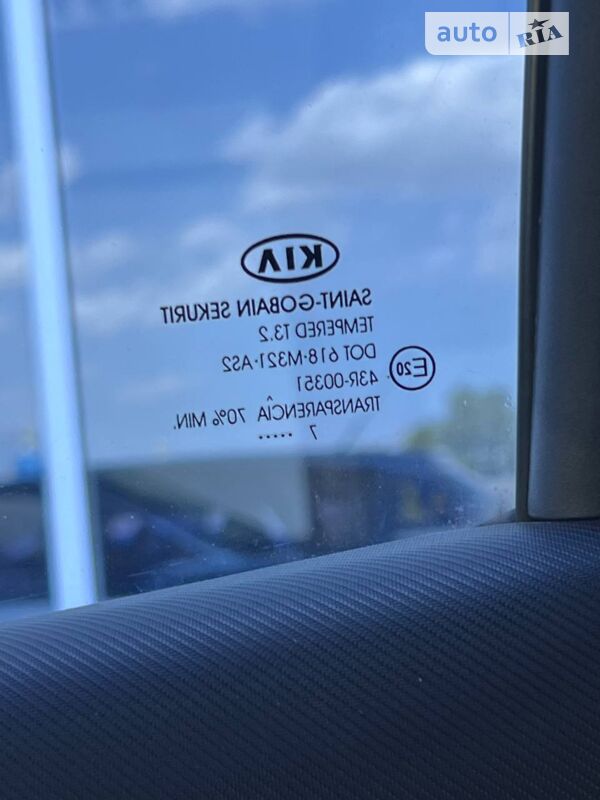 auto RIA
KIA
SAINT-GOBAIN SEKURIT
TEMPERED T3.2
DOT 618·M321·AS2
E20
43R-00351
TRANSPARENCÎA 70% MIN.
7 .....